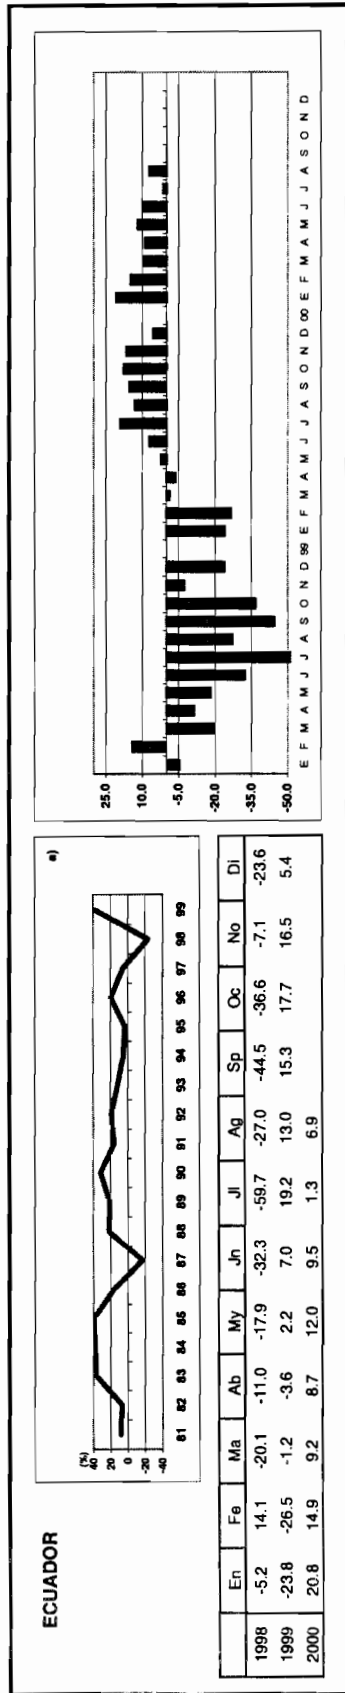 ECUADOR
a)
(%)
40
20
0
-20
-40
81 82 83 84 85 86 87 88 89 90 91 92 93 94 95 96 97 98 99
En Fe Ma Ab My Jn Jl Ag Sp Oc No Di
1998 -5.2 14.1 -20.1 -11.0 -17.9 -32.3 -59.7 -27.0 -44.5 -36.6 -7.1 -23.6
1999 -23.8 -26.5 -1.2 -3.6 2.2 7.0 19.2 13.0 15.3 17.7 16.5 5.4
2000 20.8 14.9 9.2 8.7 12.0 9.5 1.3 6.9
25.0
10.0
-5.0
-20.0
-35.0
-50.0
E F M A M J J A S O N D 99 E F M A M J J A S O N D 00 E F M A M J J A S O N D